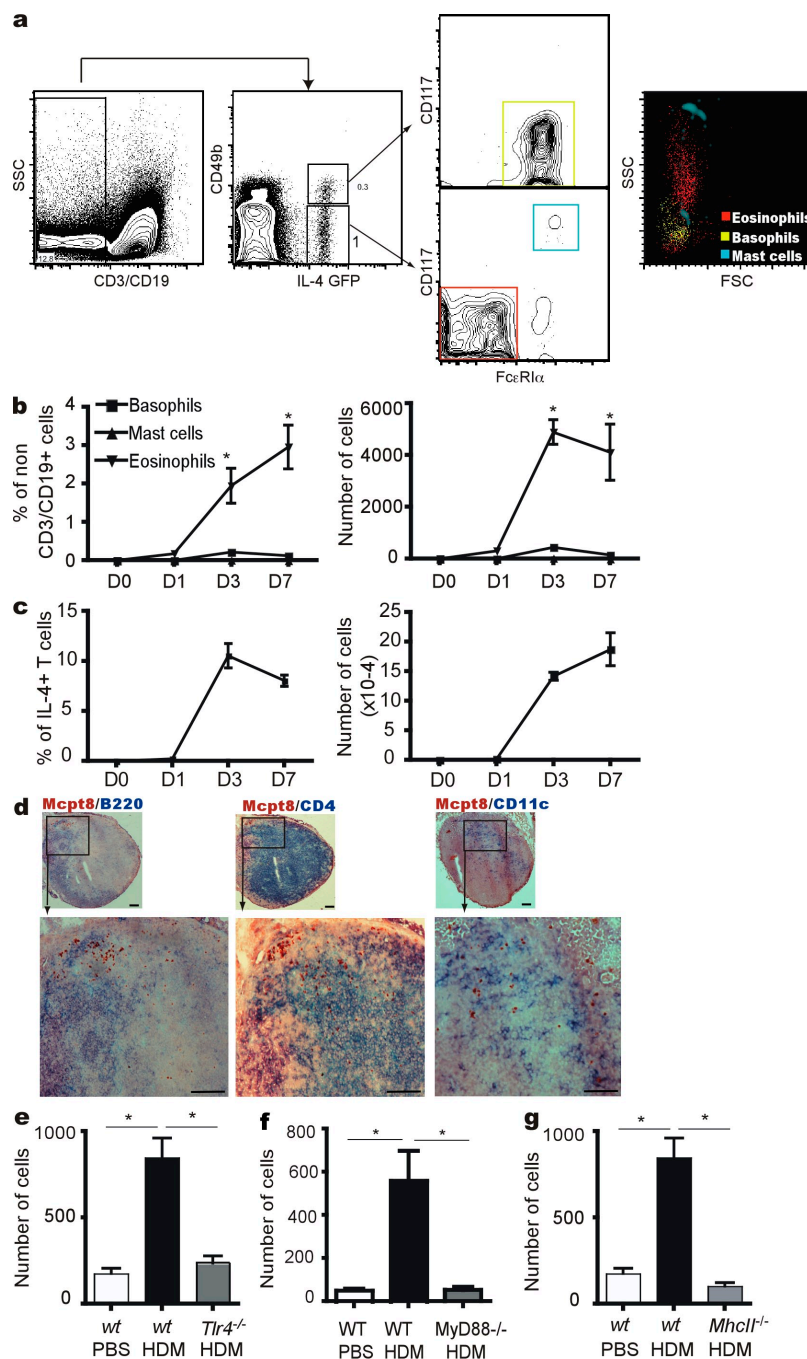 a
SSC
12.8
CD3/CD19
CD49b
0.3
1
IL-4 GFP
CD117
CD117
FcεRIα
SSC
Eosinophils
Basophils
Mast cells
FSC
b
% of non
CD3/CD19+ cells
4
3
2
1
0
Basophils
Mast cells
Eosinophils
*
*
D0 D1 D3 D7
Number of cells
6000
4000
2000
0
*
*
D0 D1 D3 D7
c
% of IL-4+ T cells
15
10
5
0
D0 D1 D3 D7
Number of cells
(x10-4)
25
20
15
10
5
0
D0 D1 D3 D7
d
Mcpt8/B220
Mcpt8/CD4
Mcpt8/CD11c
e
Number of cells
1000
500
0
* *
wt wt Tlr4-/-
PBS HDM HDM
f
Number of cells
800
600
400
200
0
* *
WT WT MyD88-/-
PBS HDM HDM
g
Number of cells
1000
500
0
* *
wt wt MhcII-/-
PBS HDM HDM